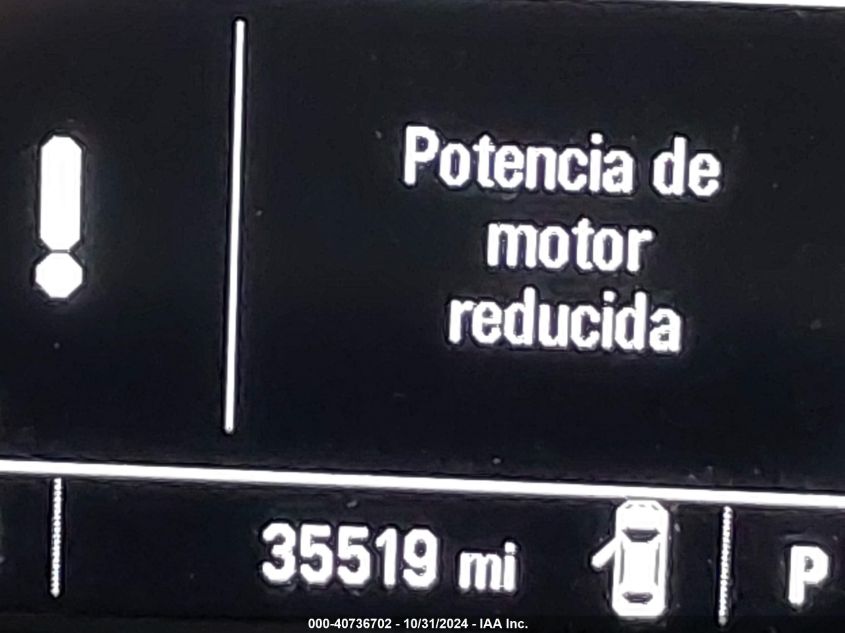 Potencia de
motor
reducida
35519 mi
P
000-40736702 - 10/31/2024 - IAA Inc.